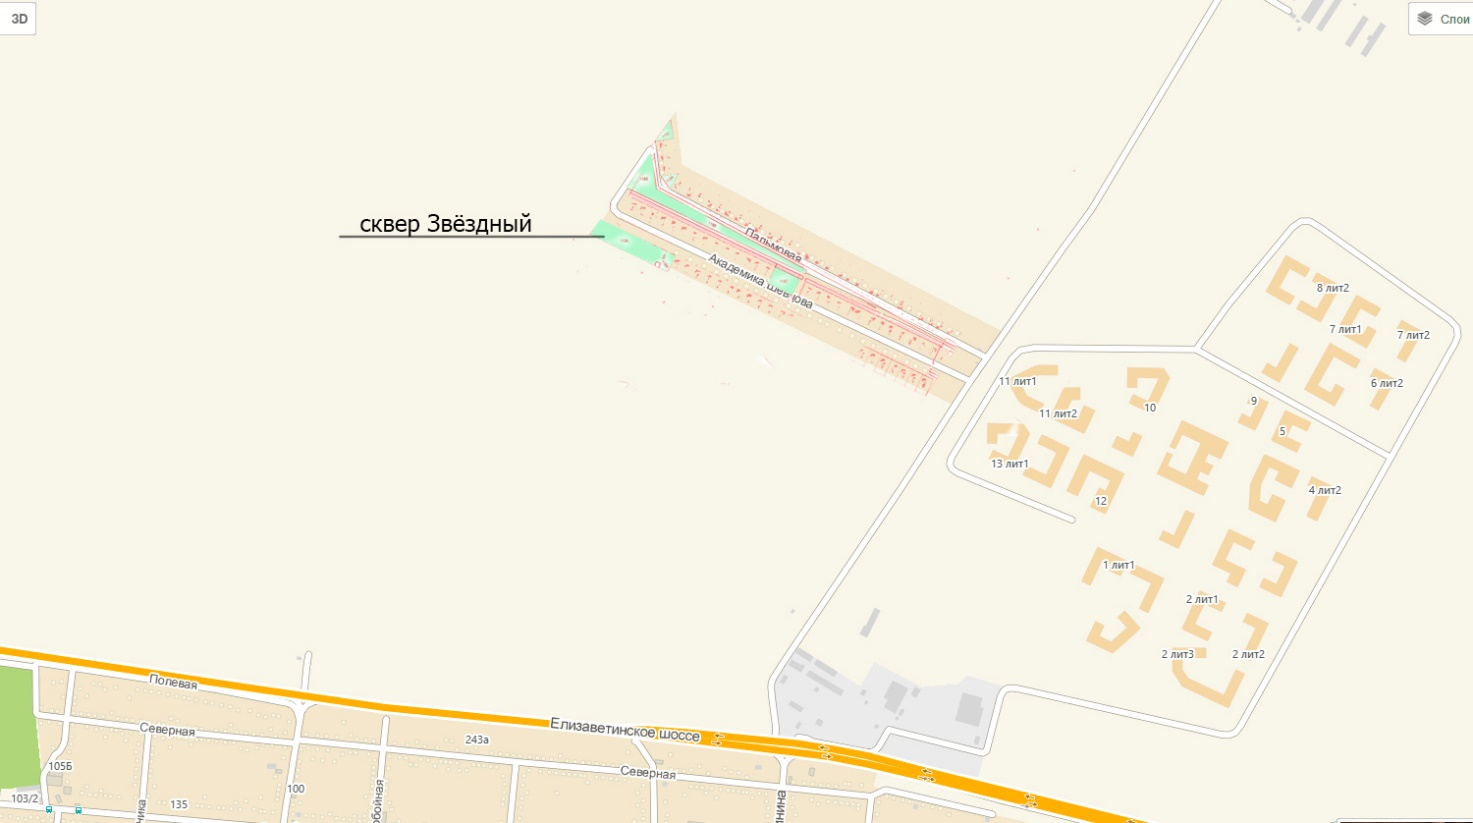 3D
Слои
сквер Звёздный
Пальмовая
Академика Шевцова
8 лит2
7 лит1
7 лит2
6 лит2
11 лит1
11 лит2
10
9
5
13 лит1
12
4 лит2
1 лит1
2 лит1
2 лит3
2 лит2
Полевая
Северная
Елизаветинское шоссе
243а
Северная
105Б
100
103/2
135